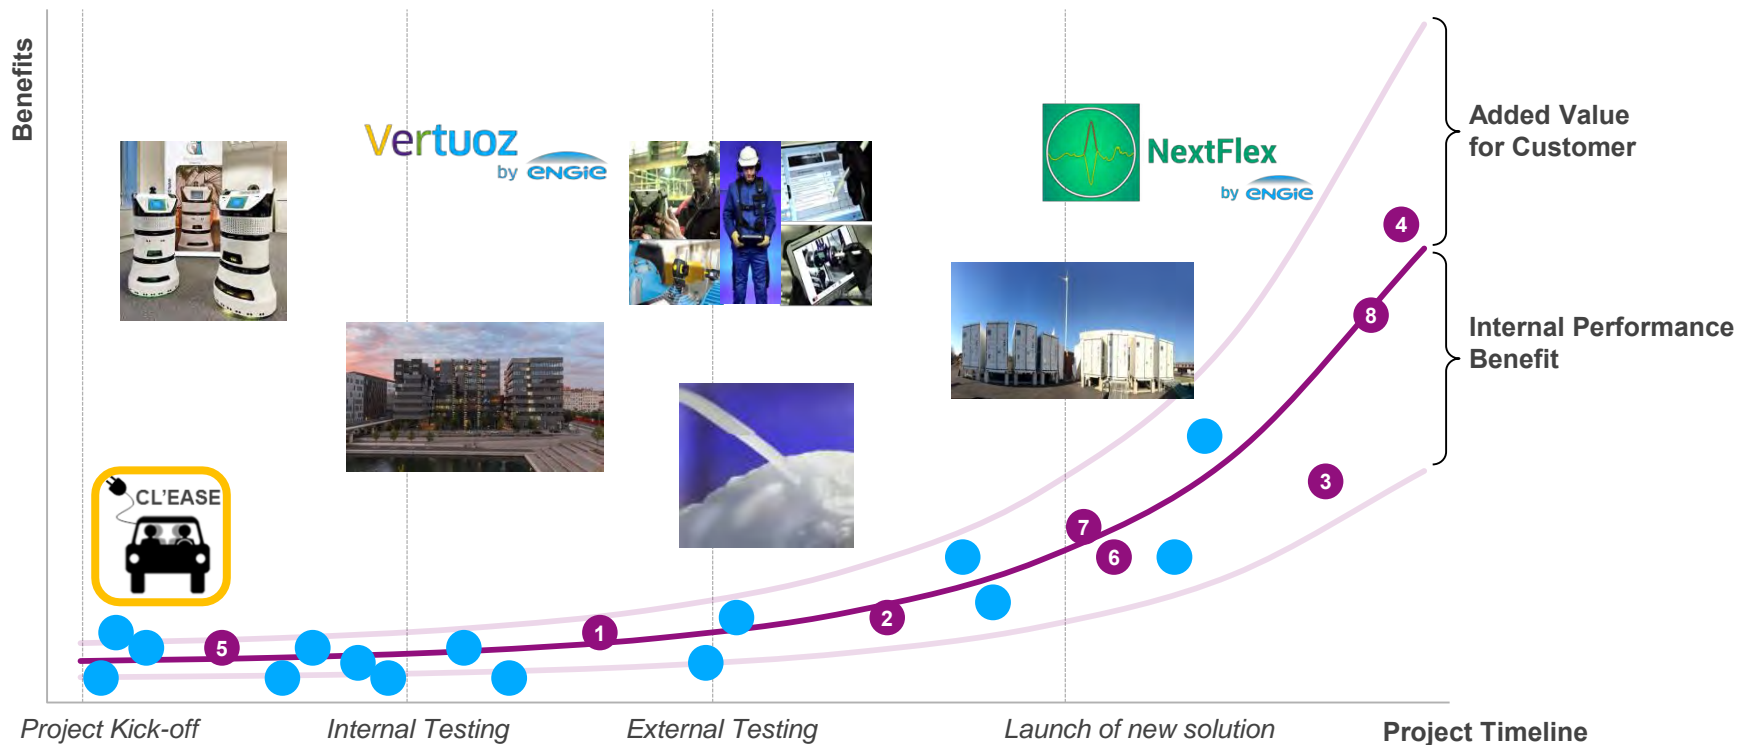 Benefits
Vertuoz
by ENGIE
NextFlex
by ENGIE
Added Value
for Customer
4
8
Internal Performance
Benefit
CL'EASE
3
7
6
2
1
5
Project Kick-off
Internal Testing
External Testing
Launch of new solution
Project Timeline